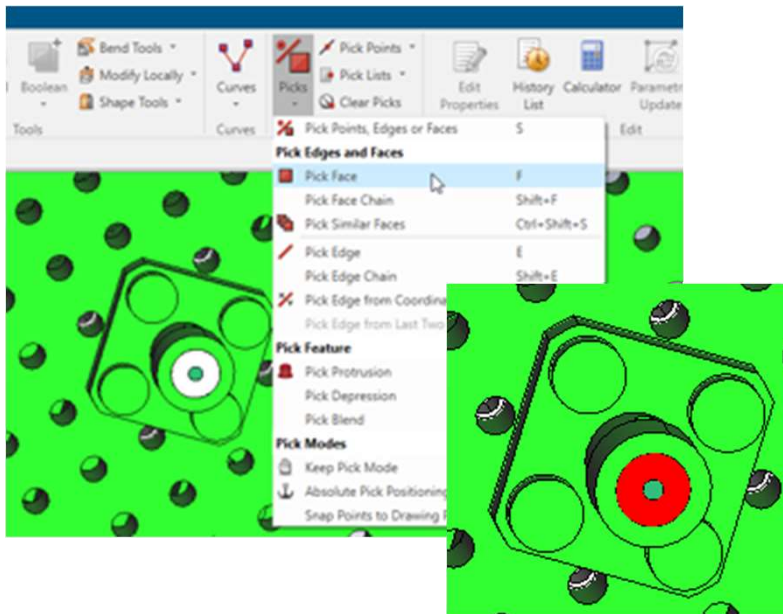 Boolean
Bend Tools
Modify Locally
Shape Tools
Tools
Curves
Curves
Picks
Pick Points
Pick Lists
Clear Picks
Edit
Properties
History
List
Calculator
Parametr
Update
Edit
Pick Points, Edges or Faces S
Pick Edges and Faces
Pick Face F
Pick Face Chain Shift+F
Pick Similar Faces Ctrl+Shift+S
Pick Edge E
Pick Edge Chain Shift+E
Pick Edge from Coordina
Pick Edge from Last Two
Pick Feature
Pick Protrusion
Pick Depression
Pick Blend
Pick Modes
Keep Pick Mode
Absolute Pick Positioning
Snap Points to Drawing